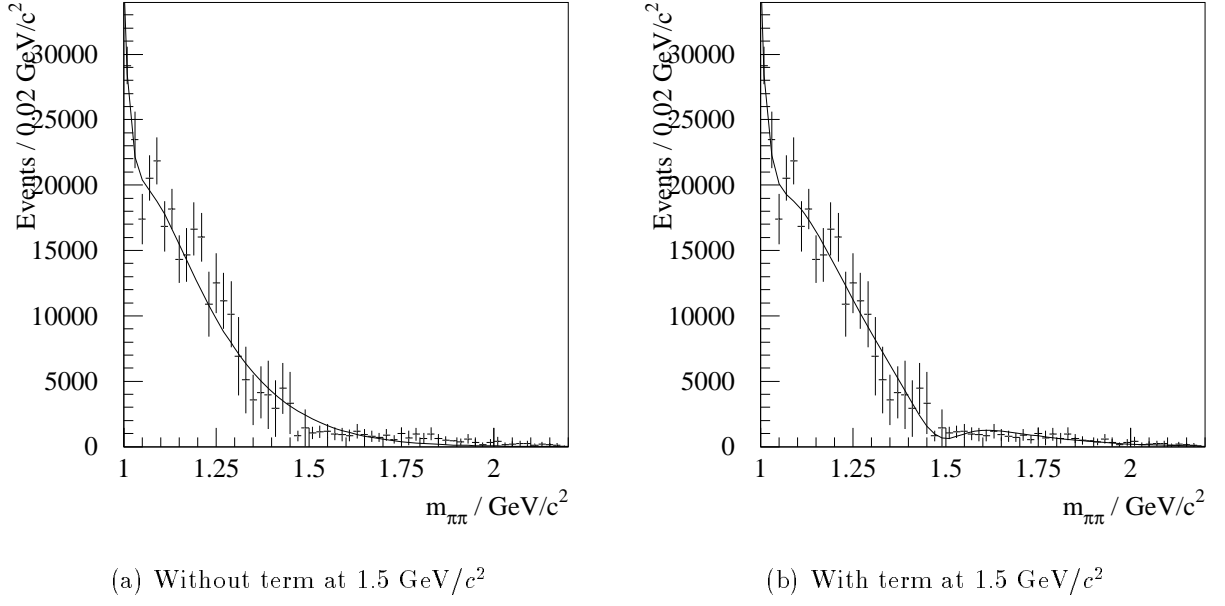 Events / 0.02 GeV/c²
30000
25000
20000
15000
10000
5000
0
1 1.25 1.5 1.75 2
m_ππ / GeV/c²
(a) Without term at 1.5 GeV/c²
Events / 0.02 GeV/c²
30000
25000
20000
15000
10000
5000
0
1 1.25 1.5 1.75 2
m_ππ / GeV/c²
(b) With term at 1.5 GeV/c²